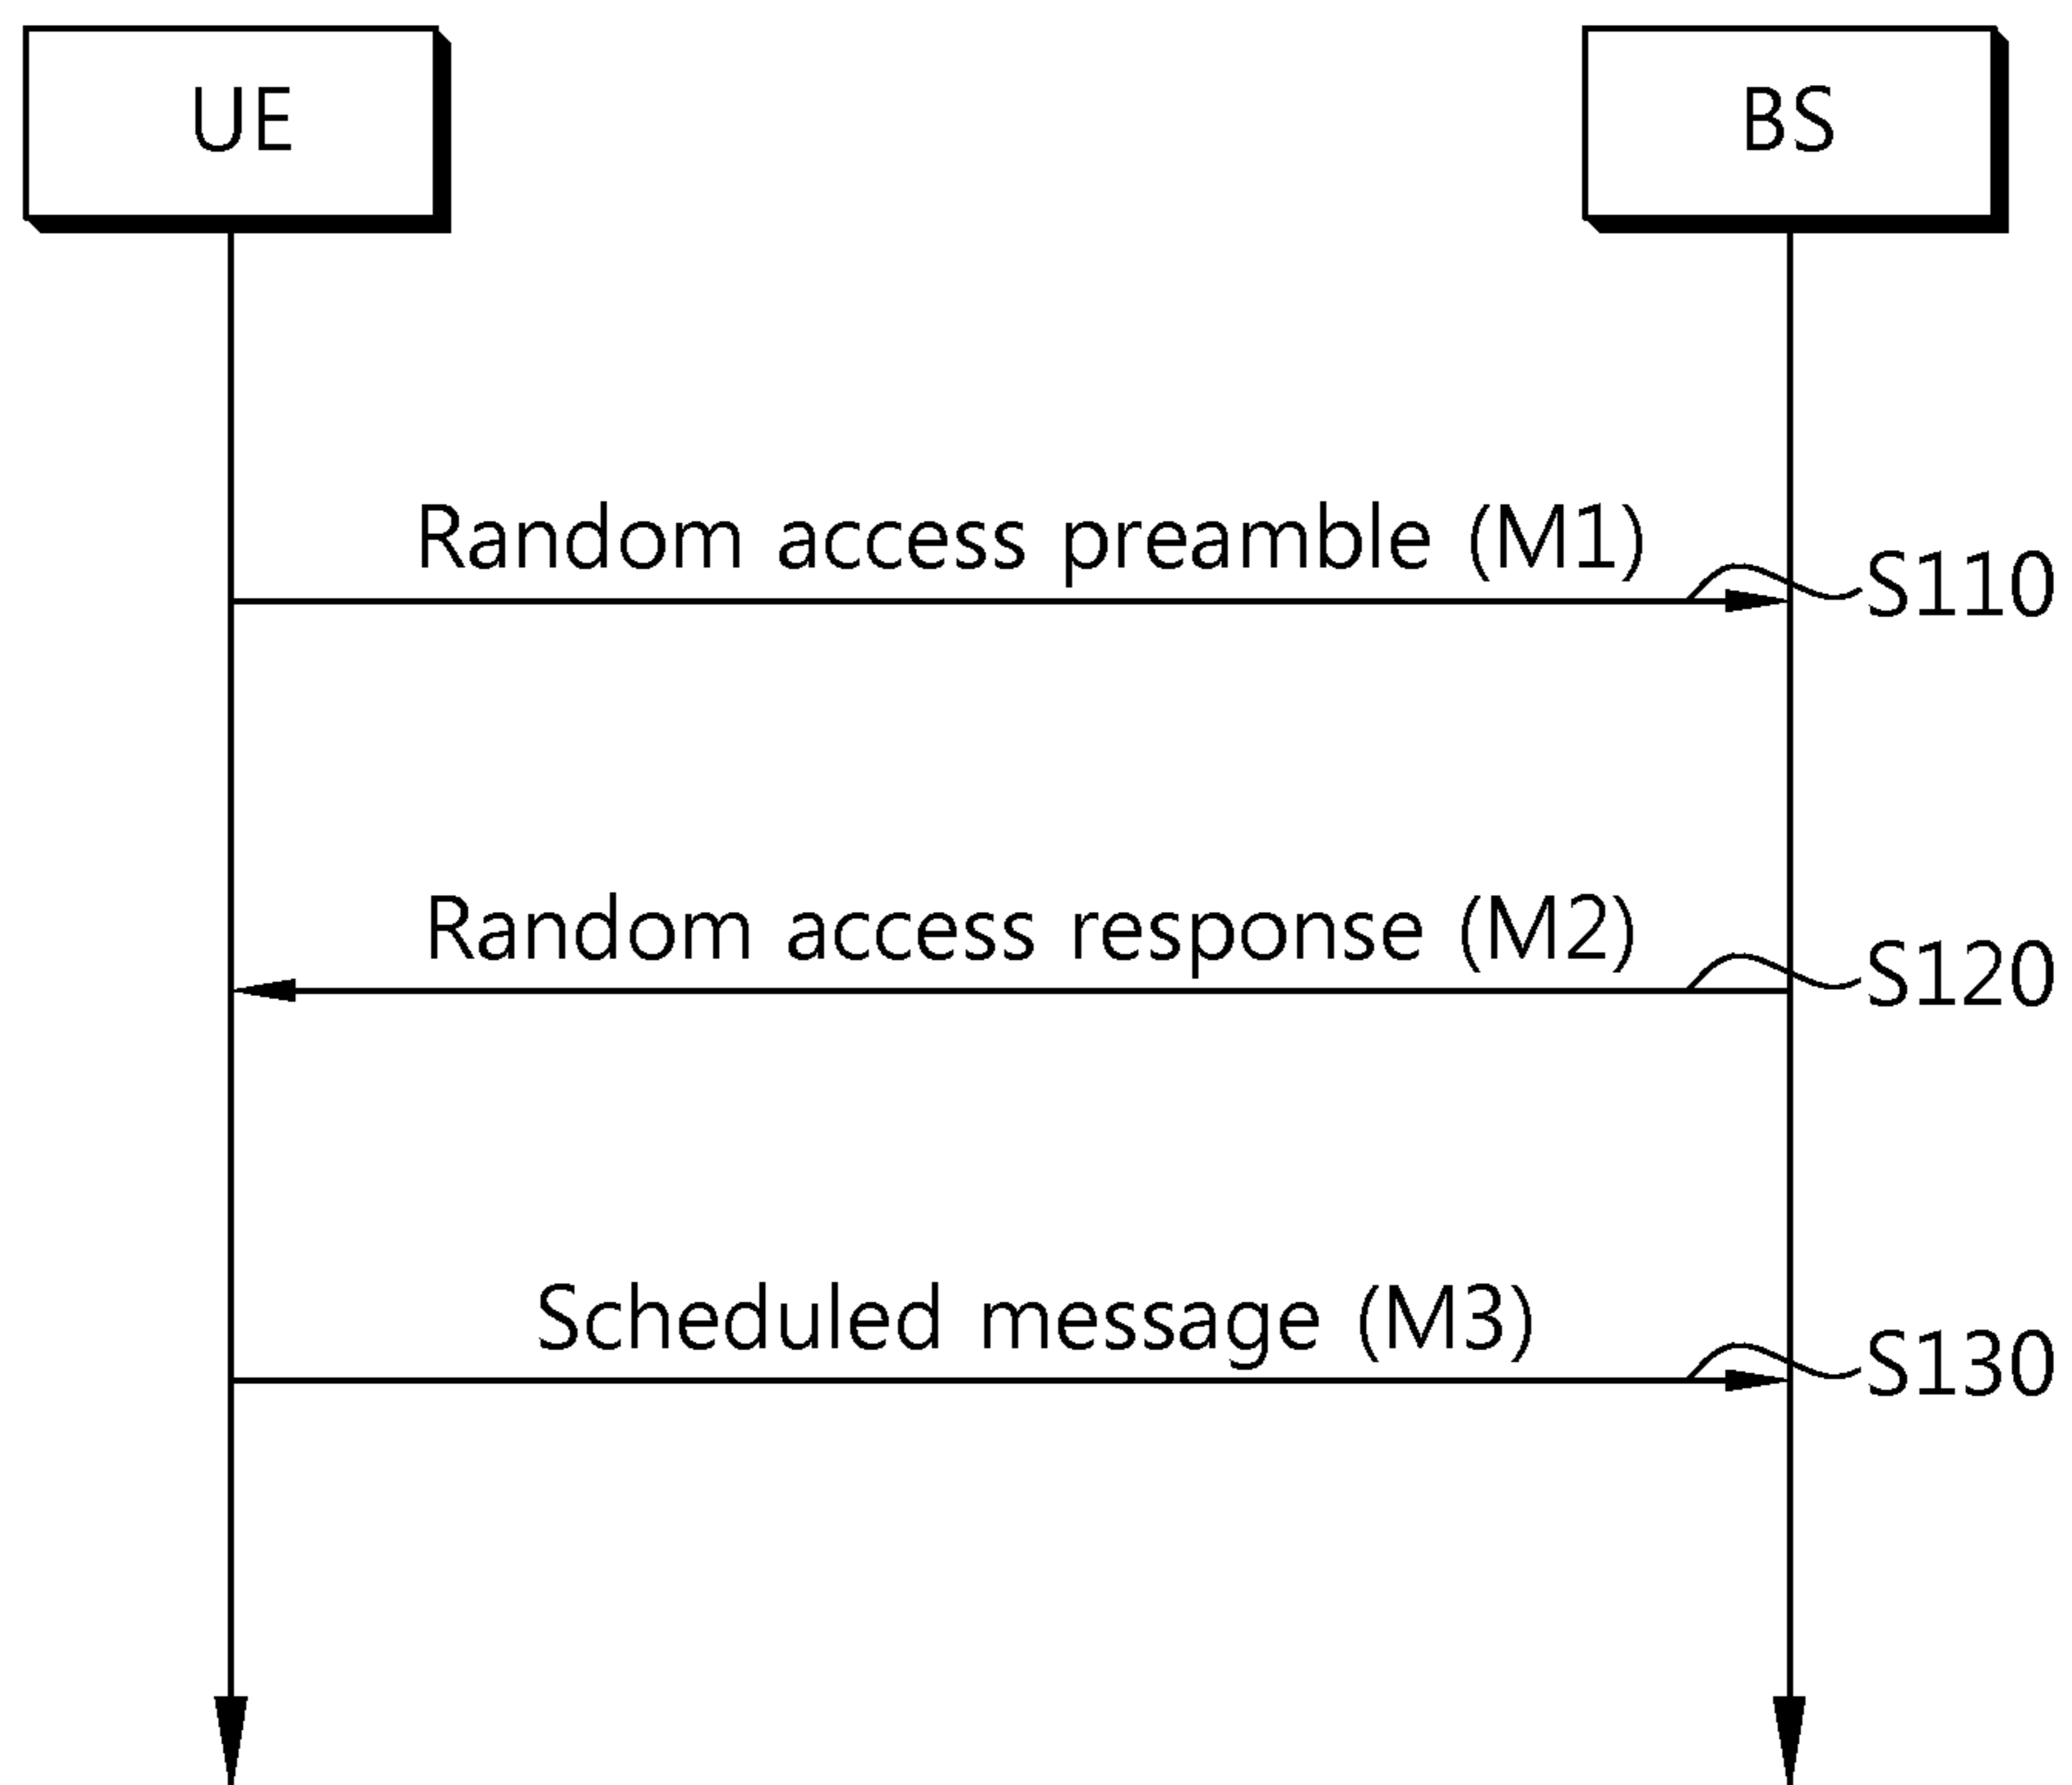 UE
BS
Random access preamble (M1)
S110
Random access response (M2)
S120
Scheduled message (M3)
S130